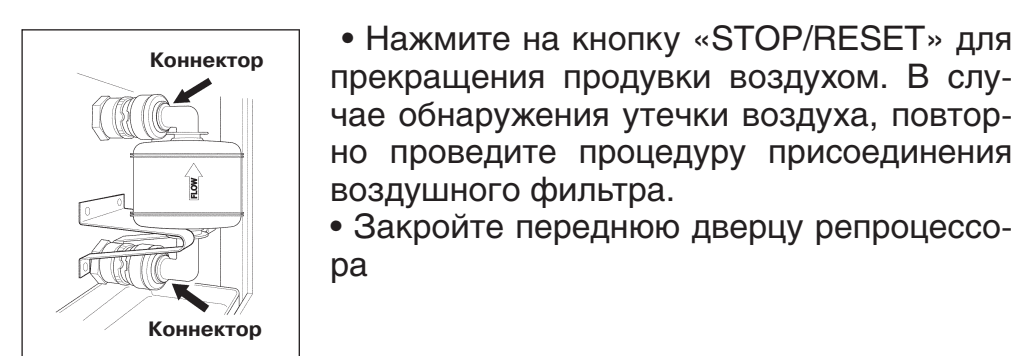 Коннектор
FLOW
Коннектор
• Нажмите на кнопку «STOP/RESET» для
прекращения продувки воздухом. В слу-
чае обнаружения утечки воздуха, повтор-
но проведите процедуру присоединения
воздушного фильтра.
• Закройте переднюю дверцу репроцессо-
ра